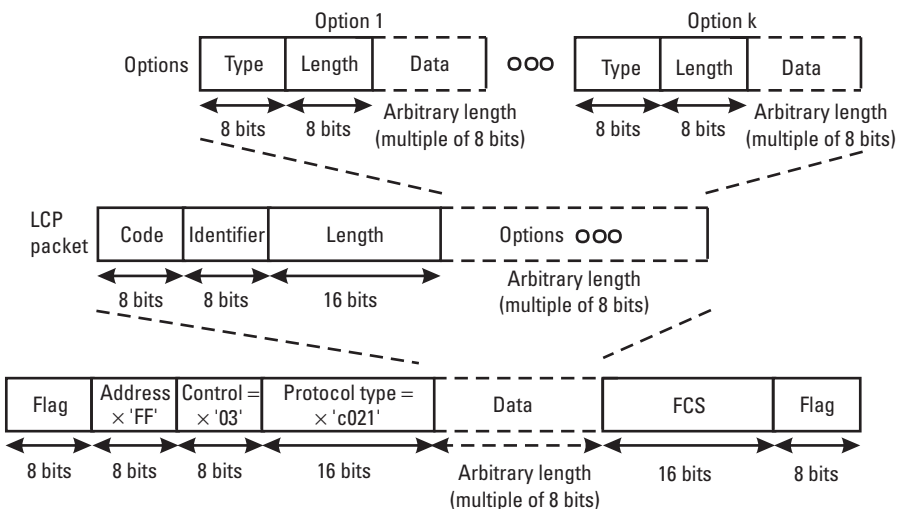 Option 1 Option k
Options Type Length Data ooo Type Length Data
8 bits 8 bits Arbitrary length (multiple of 8 bits) 8 bits 8 bits Arbitrary length (multiple of 8 bits)
LCP packet Code Identifier Length Options ooo
8 bits 8 bits 16 bits Arbitrary length (multiple of 8 bits)
Flag Address × 'FF' Control = × '03' Protocol type = × 'c021' Data FCS Flag
8 bits 8 bits 8 bits 16 bits Arbitrary length (multiple of 8 bits) 16 bits 8 bits